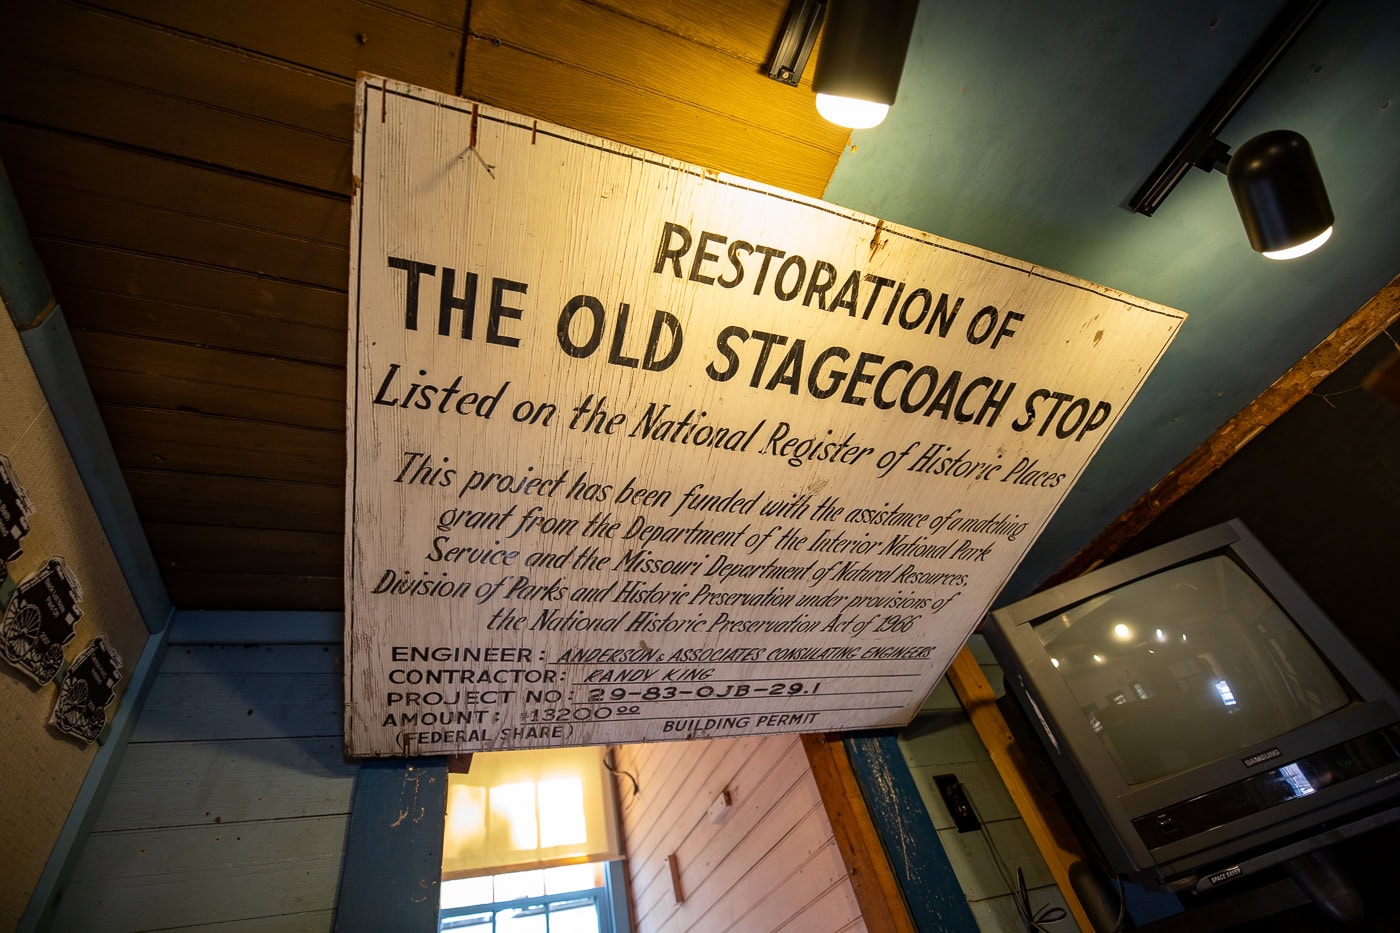 RESTORATION OF
THE OLD STAGECOACH STOP
Listed on the National Register of Historic Places
This project has been funded with the assistance of a matching
grant from the Department of the Interior National Park
Service and the Missouri Department of Natural Resources,
Division of Parks and Historic Preservation under provisions of
the National Historic Preservation Act of 1966
ENGINEER: ANDERSON & ASSOCIATES CONSULATING ENGINEERS
CONTRACTOR: RANDY KING
PROJECT NO: 29-83-OJB-29.1
AMOUNT: $13200.00
(FEDERAL SHARE)
BUILDING PERMIT
SAMSUNG
SPACE SAVER